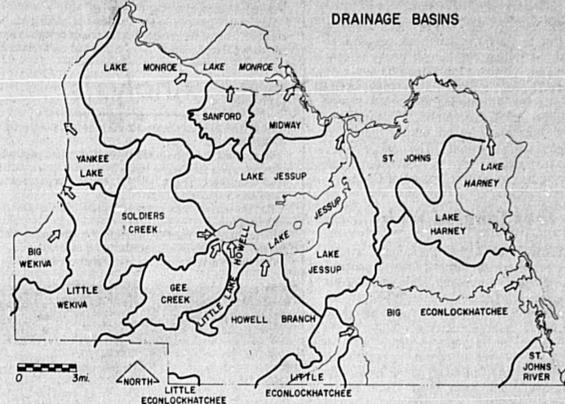 DRAINAGE BASINS
LAKE
MONROE
LAKE MONROE
SANFORD
MIDWAY
ST. JOHNS
YANKEE
LAKE
LAKE JESSUP
LAKE
HARNEY
SOLDIERS
CREEK
LAKE JESSUP
LAKE
HARNEY
BIG
WEKIVA
LITTLE
WEKIVA
GEE
CREEK
LITTLE LAKE HOWELL
LAKE
JESSUP
HOWELL BRANCH
BIG ECONLOCKHATCHEE
0 3mi.
NORTH
LITTLE
ECONLOCKHATCHEE
LITTLE
ECONLOCKHATCHEE
ST.
JOHNS
RIVER